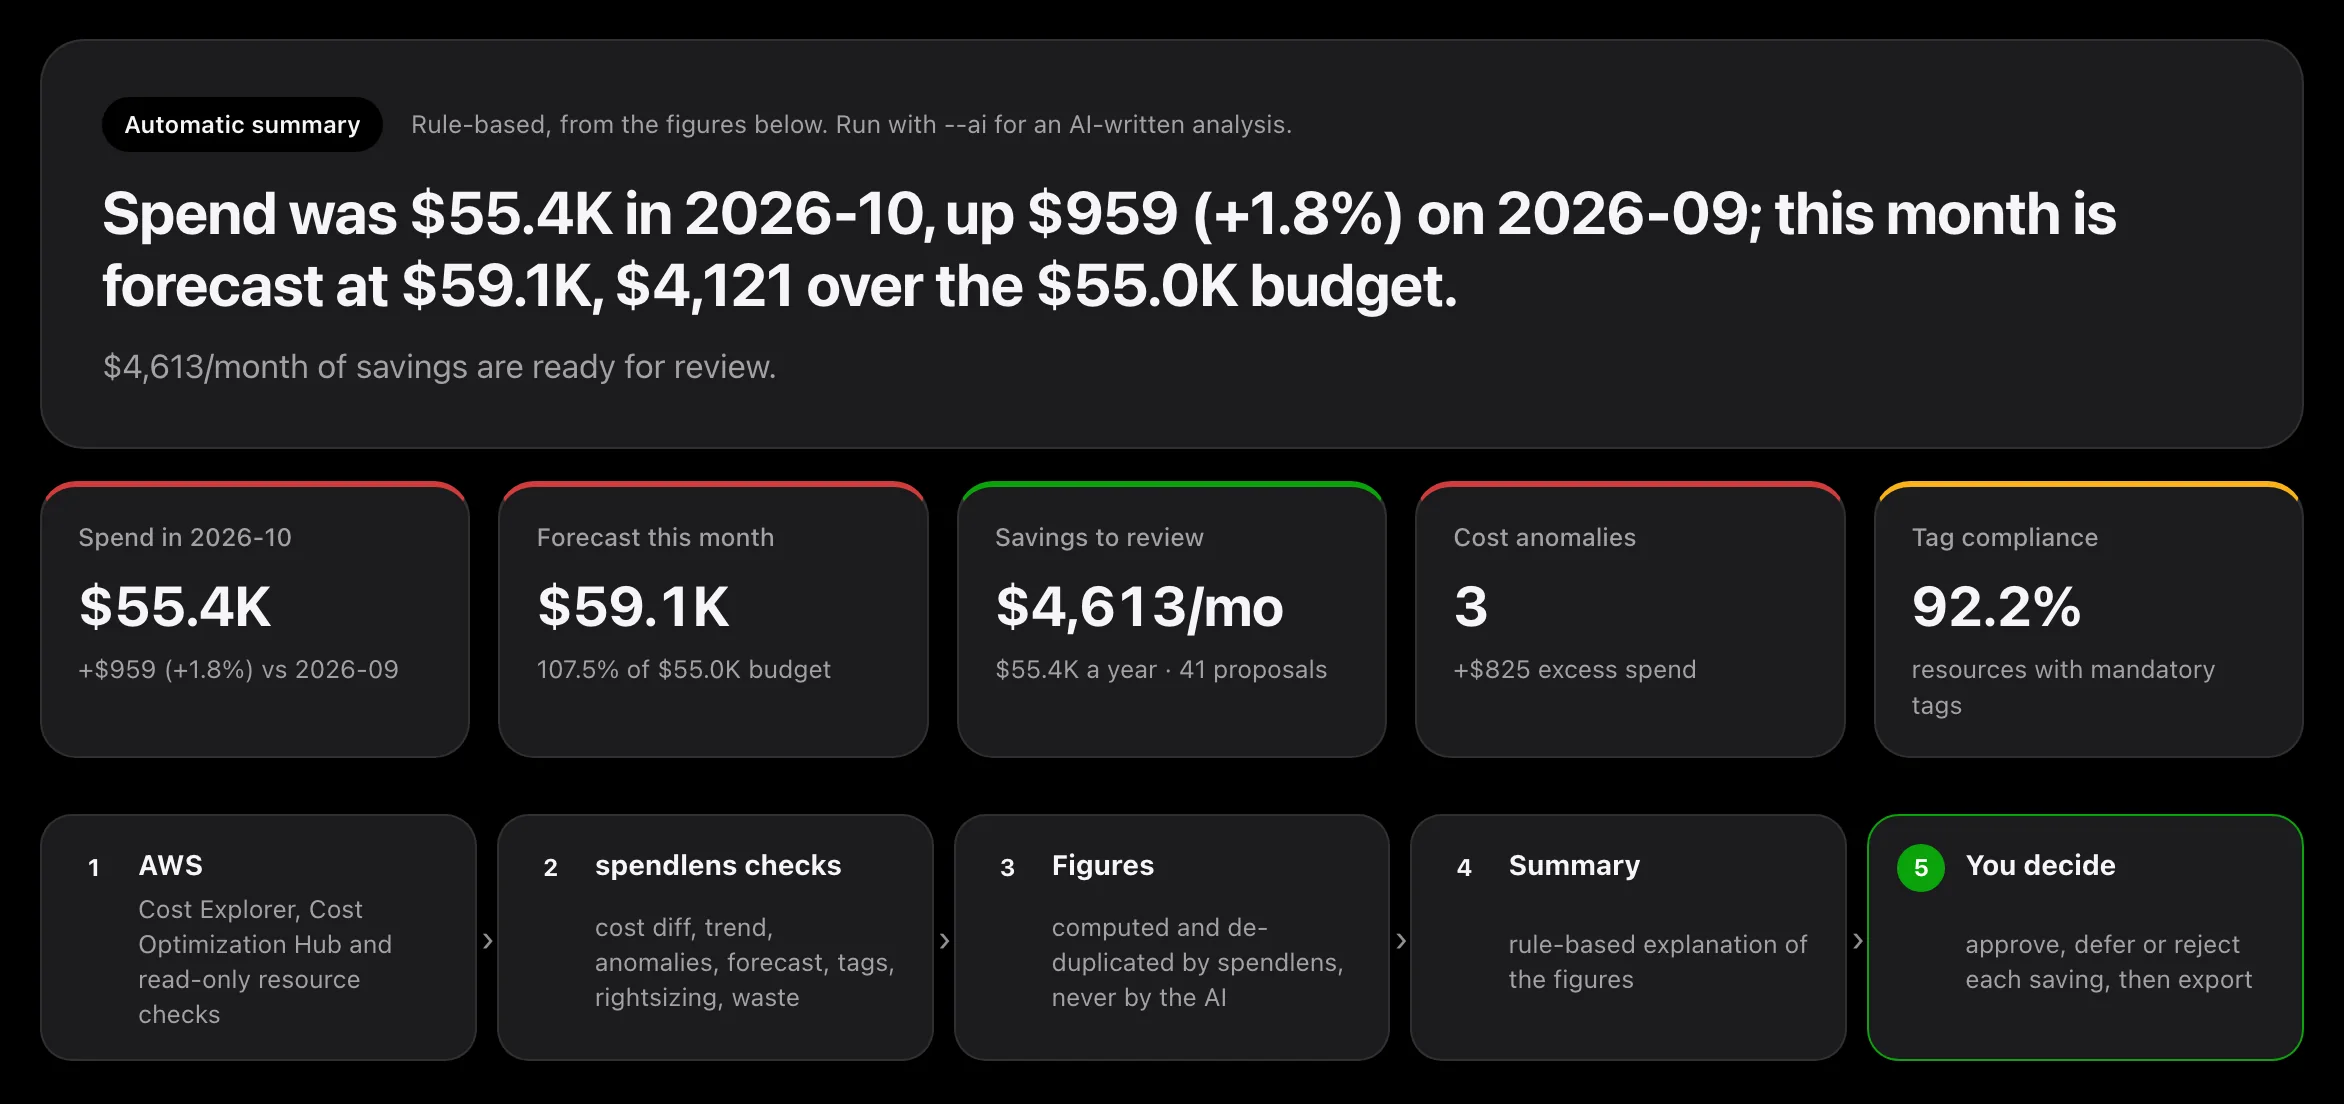 Automatic summary
Rule-based, from the figures below. Run with --ai for an AI-written analysis.
Spend was $55.4K in 2026-10, up $959 (+1.8%) on 2026-09; this month is
forecast at $59.1K, $4,121 over the $55.0K budget.
$4,613/month of savings are ready for review.
Spend in 2026-10
$55.4K
+$959 (+1.8%) vs 2026-09
Forecast this month
$59.1K
107.5% of $55.0K budget
Savings to review
$4,613/mo
$55.4K a year · 41 proposals
Cost anomalies
3
+$825 excess spend
Tag compliance
92.2%
resources with mandatory
tags
1 AWS
Cost Explorer, Cost
Optimization Hub and
read-only resource
checks
›
2 spendlens checks
cost diff, trend,
anomalies, forecast, tags,
rightsizing, waste
›
3 Figures
computed and de-
duplicated by spendlens,
never by the AI
›
4 Summary
rule-based explanation of
the figures
›
5 You decide
approve, defer or reject
each saving, then export